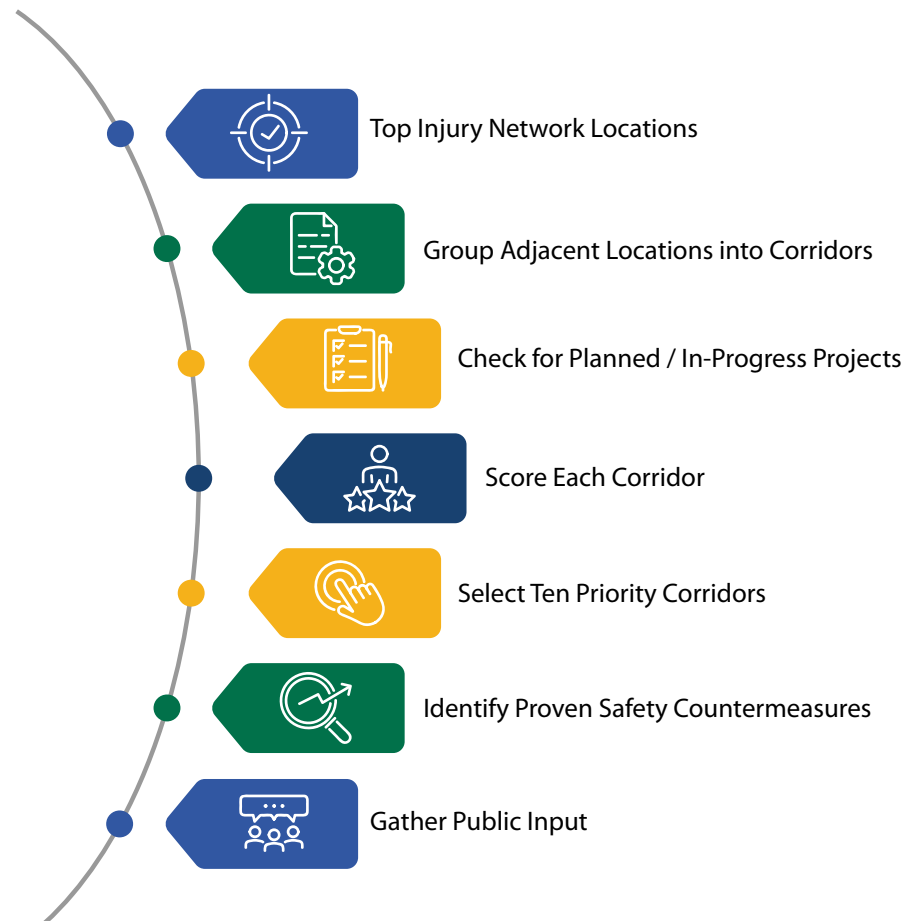 Top Injury Network Locations
Group Adjacent Locations into Corridors
Check for Planned / In-Progress Projects
Score Each Corridor
Select Ten Priority Corridors
Identify Proven Safety Countermeasures
Gather Public Input